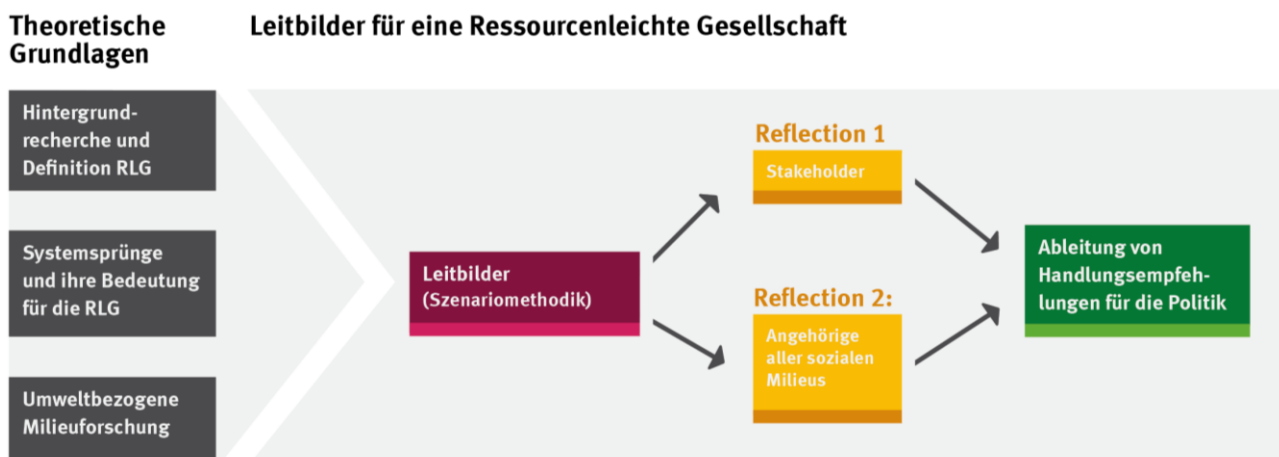 Theoretische
Grundlagen
Leitbilder für eine Ressourcenleichte Gesellschaft
Hintergrund-
recherche und
Definition RLG
Systemsprünge
und ihre Bedeutung
für die RLG
Umweltbezogene
Milieuforschung
Leitbilder
(Szenariomethodik)
Reflection 1
Stakeholder
Reflection 2:
Angehörige
aller sozialen
Milieus
Ableitung von
Handlungsempfeh-
lungen für die Politik